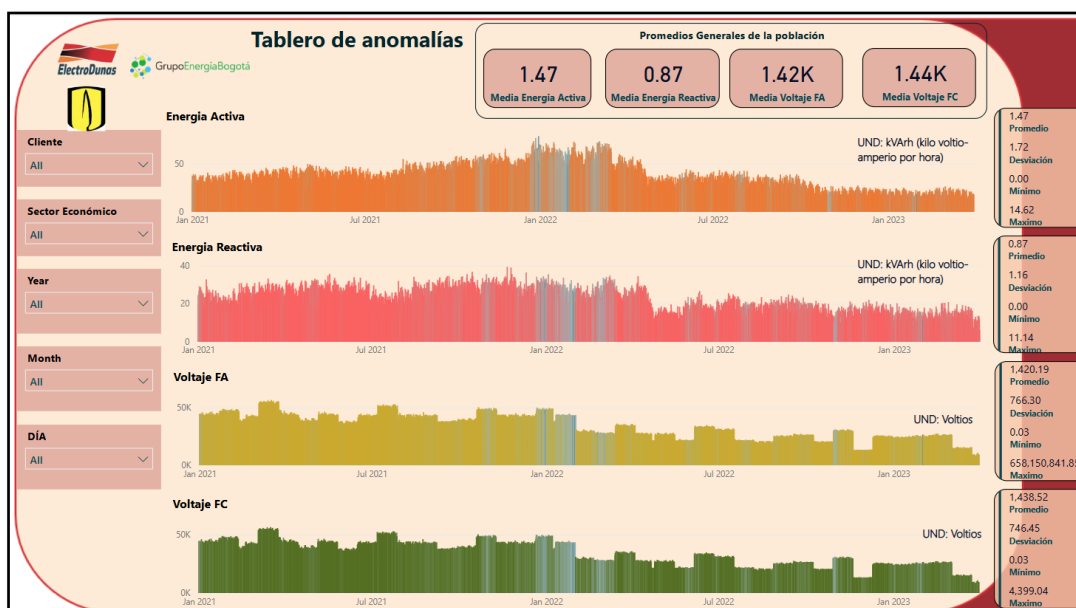 Tablero de anomalías
Promedios Generales de la población
1.47
Media Energia Activa
0.87
Media Energia Reactiva
1.42K
Media Voltaje FA
1.44K
Media Voltaje FC
ElectroDunas
GrupoEnergíaBogotá
Cliente
All
Sector Económico
All
Year
All
Month
All
DÍA
All
Energia Activa
UND: kVArh (kilo voltio-
amperio por hora)
50
0
Jan 2021
Jul 2021
Jan 2022
Jul 2022
Jan 2023
1.47
Promedio
1.72
Desviación
0.00
Mínimo
14.62
Maximo
Energia Reactiva
UND: kVArh (kilo voltio-
amperio por hora)
40
20
0
Jan 2021
Jul 2021
Jan 2022
Jul 2022
Jan 2023
0.87
Primedio
1.16
Desviación
0.00
Mínimo
11.14
Maximo
Voltaje FA
UND: Voltios
50K
0K
Jan 2021
Jul 2021
Jan 2022
Jul 2022
Jan 2023
1,420.19
Promedio
766.30
Desviación
0.03
Mínimo
658,150,841.85
Maximo
Voltaje FC
UND: Voltios
50K
0K
Jan 2021
Jul 2021
Jan 2022
Jul 2022
Jan 2023
1,438.52
Promedio
746.45
Desviación
0.03
Mínimo
4,399.04
Maximo